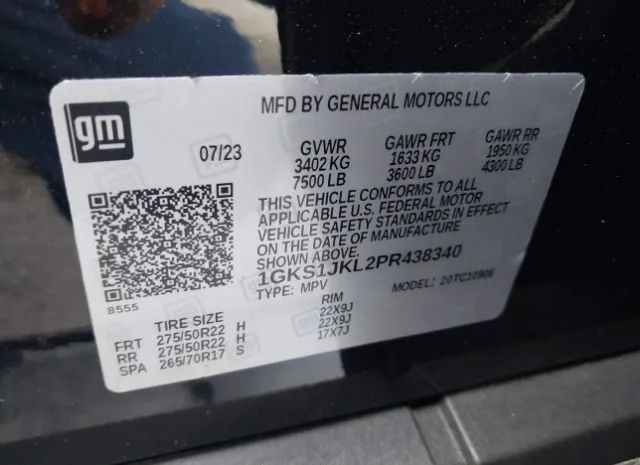 gm
MFD BY GENERAL MOTORS LLC
07/23 GVWR GAWR FRT GAWR RR
3402 KG 1633 KG 1950 KG
7500 LB 3600 LB 4300 LB
THIS VEHICLE CONFORMS TO ALL
APPLICABLE U.S. FEDERAL MOTOR
VEHICLE SAFETY STANDARDS IN EFFECT
ON THE DATE OF MANUFACTURE
SHOWN ABOVE.
1GKS1JKL2PR438340
TYPE: MPV MODEL: 20TC10906
8555
TIRE SIZE RIM
FRT 275/50R22 H 22X9J
RR 275/50R22 H 22X9J
SPA 265/70R17 S 17X7J